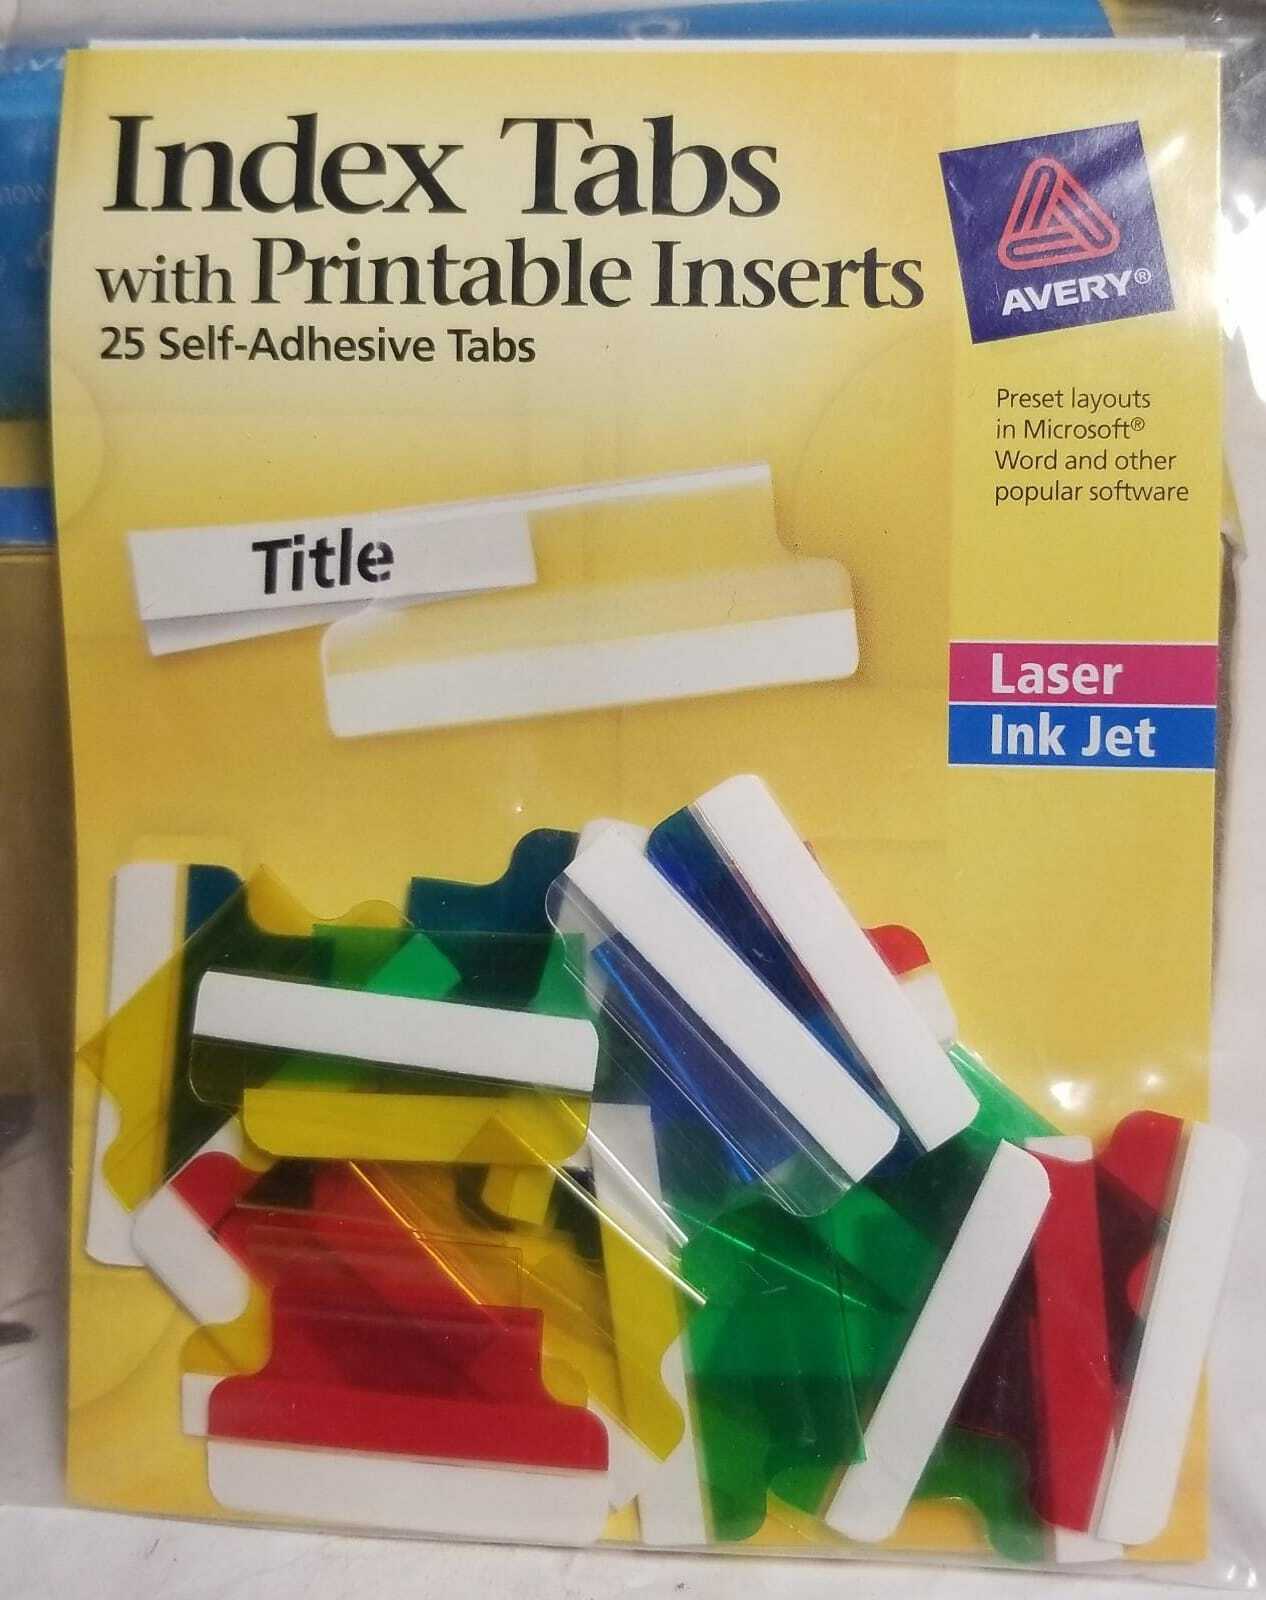 Index Tabs
with Printable Inserts
25 Self-Adhesive Tabs
AVERY®
Preset layouts
in Microsoft®
Word and other
popular software
Title
Laser
Ink Jet